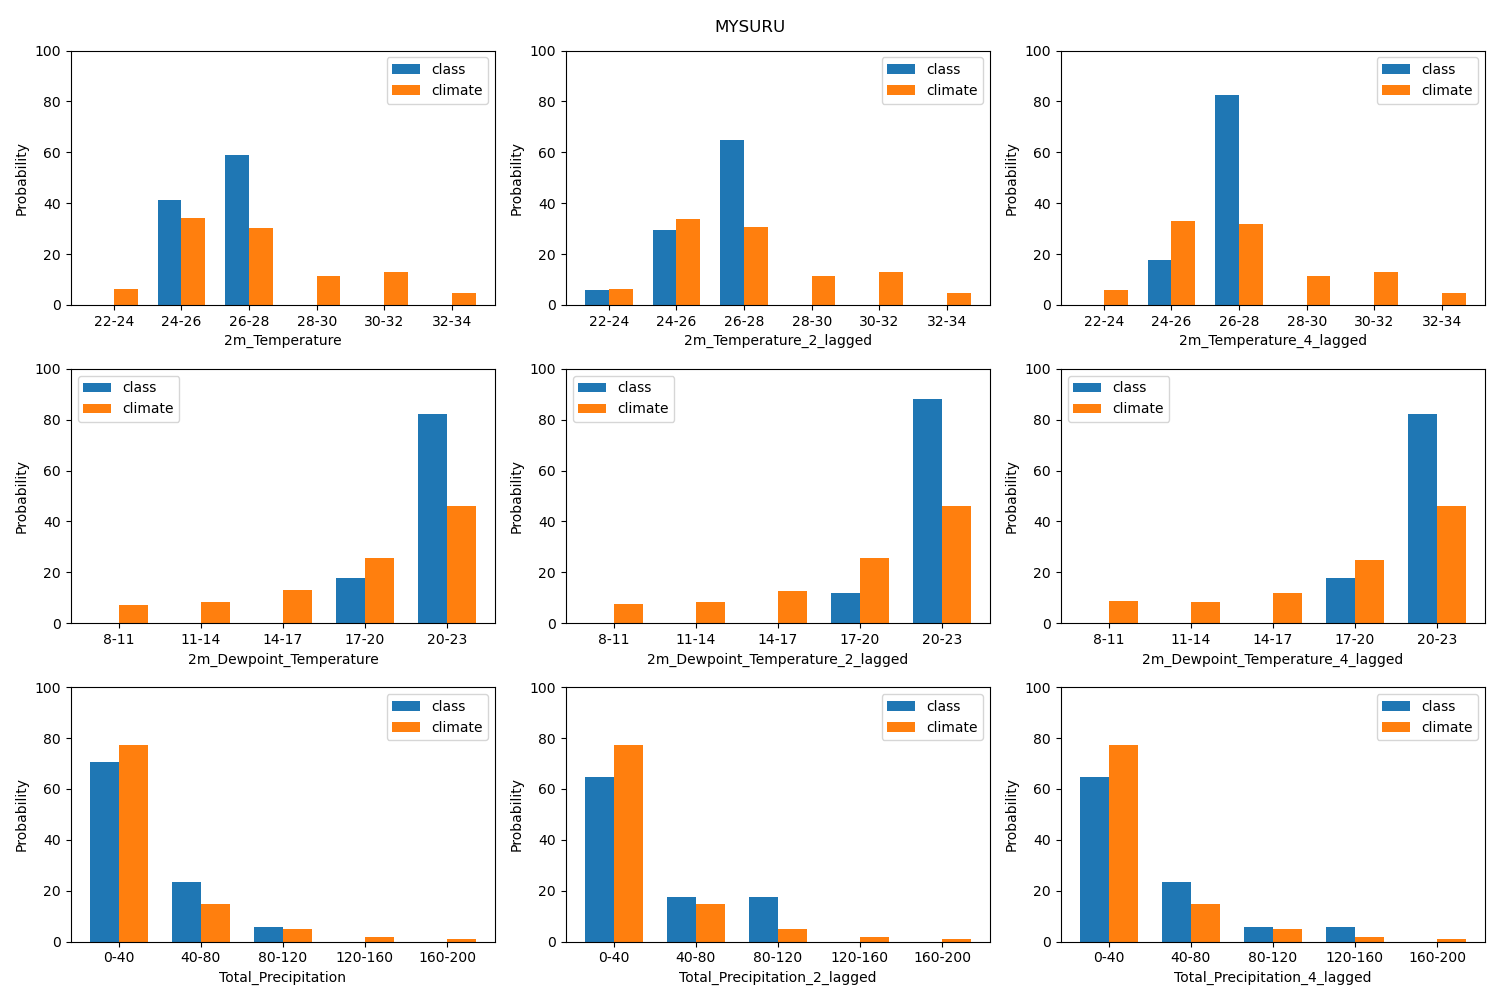 MYSURU
100
80
60
40
20
0
Probability
class
climate
22-24 24-26 26-28 28-30 30-32 32-34
2m_Temperature
100
80
60
40
20
0
Probability
class
climate
22-24 24-26 26-28 28-30 30-32 32-34
2m_Temperature_2_lagged
100
80
60
40
20
0
Probability
class
climate
22-24 24-26 26-28 28-30 30-32 32-34
2m_Temperature_4_lagged
100
80
60
40
20
0
Probability
class
climate
8-11 11-14 14-17 17-20 20-23
2m_Dewpoint_Temperature
100
80
60
40
20
0
Probability
class
climate
8-11 11-14 14-17 17-20 20-23
2m_Dewpoint_Temperature_2_lagged
100
80
60
40
20
0
Probability
class
climate
8-11 11-14 14-17 17-20 20-23
2m_Dewpoint_Temperature_4_lagged
100
80
60
40
20
0
Probability
class
climate
0-40 40-80 80-120 120-160 160-200
Total_Precipitation
100
80
60
40
20
0
Probability
class
climate
0-40 40-80 80-120 120-160 160-200
Total_Precipitation_2_lagged
100
80
60
40
20
0
Probability
class
climate
0-40 40-80 80-120 120-160 160-200
Total_Precipitation_4_lagged